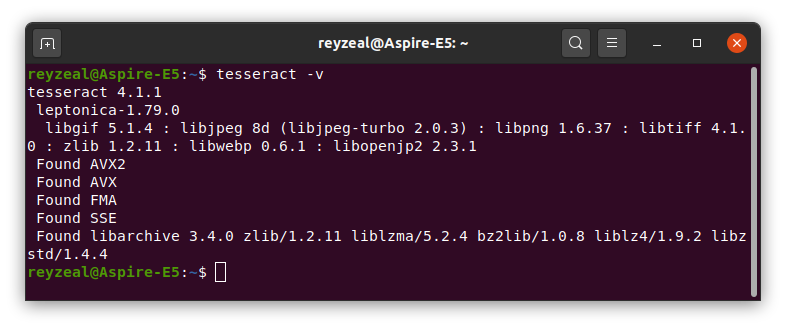 reyzeal@Aspire-E5: ~
reyzeal@Aspire-E5:~$ tesseract -v
tesseract 4.1.1
 leptonica-1.79.0
  libgif 5.1.4 : libjpeg 8d (libjpeg-turbo 2.0.3) : libpng 1.6.37 : libtiff 4.1.
0 : zlib 1.2.11 : libwebp 0.6.1 : libopenjp2 2.3.1
 Found AVX2
 Found AVX
 Found FMA
 Found SSE
 Found libarchive 3.4.0 zlib/1.2.11 liblzma/5.2.4 bz2lib/1.0.8 liblz4/1.9.2 libz
std/1.4.4
reyzeal@Aspire-E5:~$